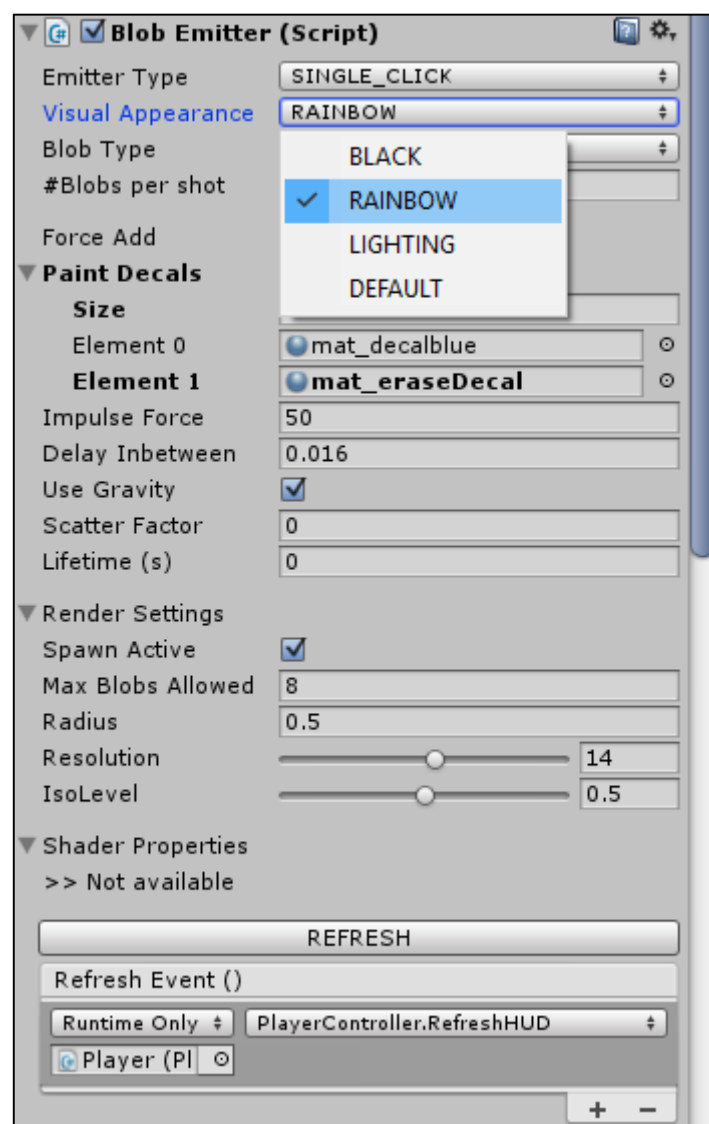 Blob Emitter (Script)
Emitter Type SINGLE_CLICK
Visual Appearance RAINBOW
Blob Type
BLACK
#Blobs per shot
RAINBOW
Force Add
LIGHTING
Paint Decals
DEFAULT
Size
Element 0 mat_decalblue
Element 1 mat_eraseDecal
Impulse Force 50
Delay Inbetween 0.016
Use Gravity
Scatter Factor 0
Lifetime (s) 0
Render Settings
Spawn Active
Max Blobs Allowed 8
Radius 0.5
Resolution 14
IsoLevel 0.5
Shader Properties
>> Not available
REFRESH
Refresh Event ()
Runtime Only PlayerController.RefreshHUD
Player (Pl